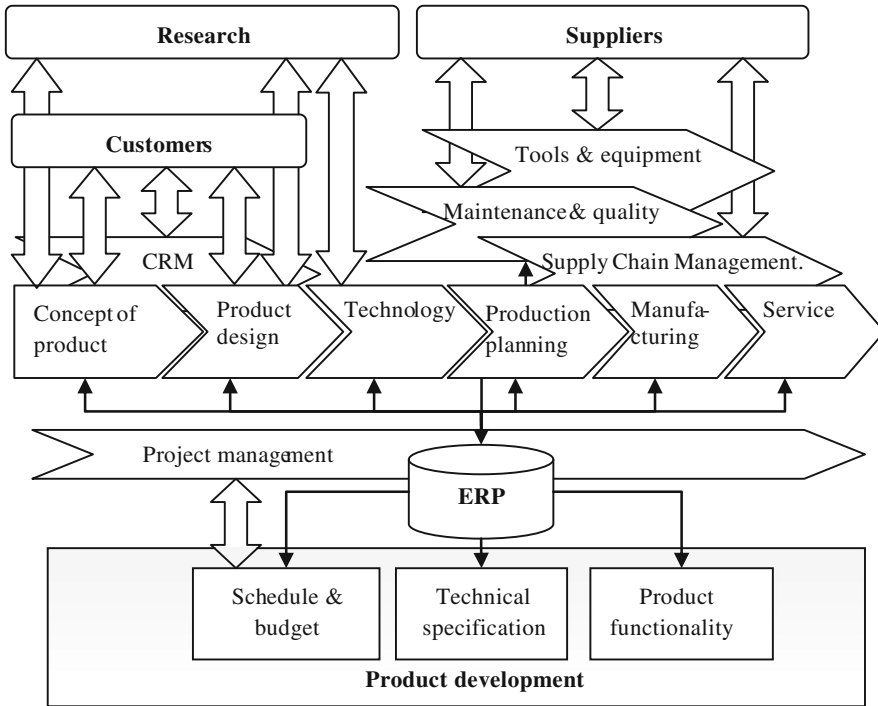 Research
Suppliers
Customers
Tools & equipment
Maintenance & quality
CRM
Supply Chain Management.
Concept of
product
Product
design
Technology
Production
planning
Manufa-
cturing
Service
Project management
ERP
Schedule &
budget
Technical
specification
Product
functionality
Product development